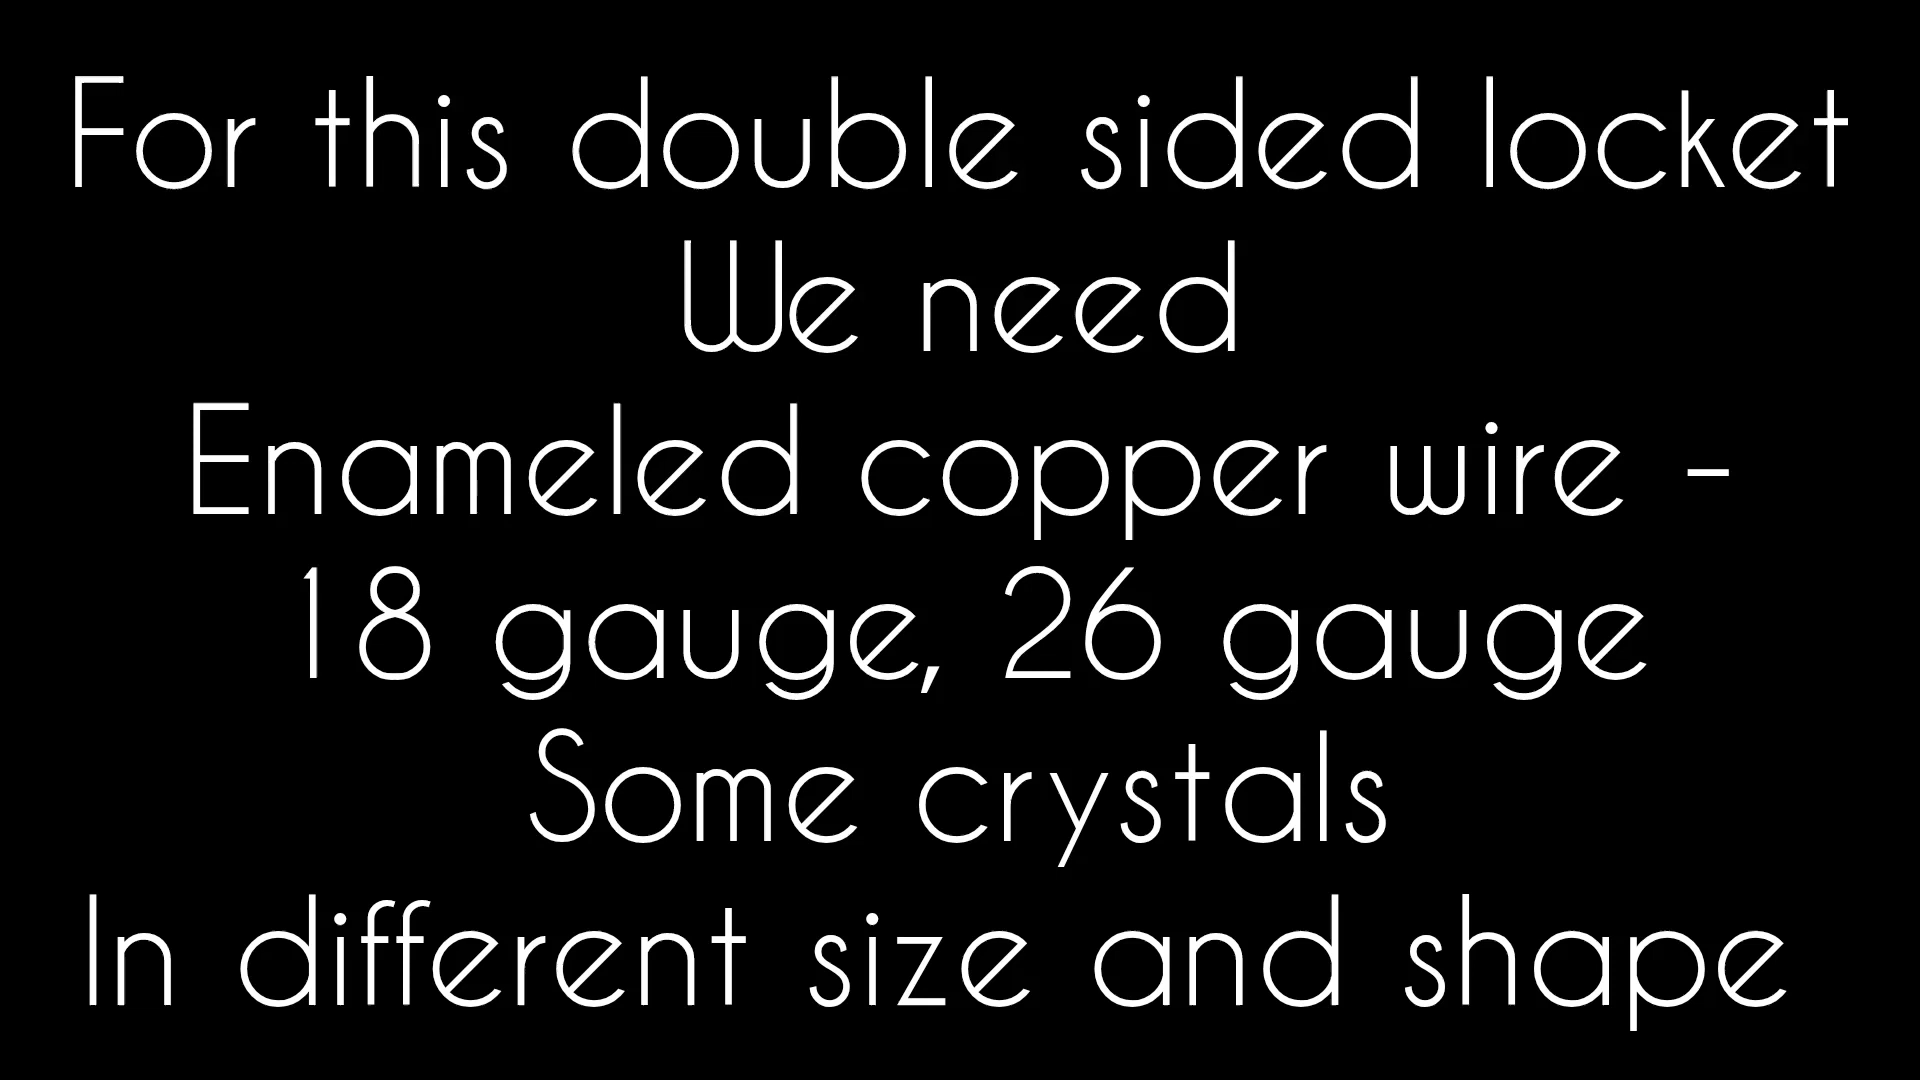 For this double sided locket
We need
Enameled copper wire -
18 gauge, 26 gauge
Some crystals
In different size and shape